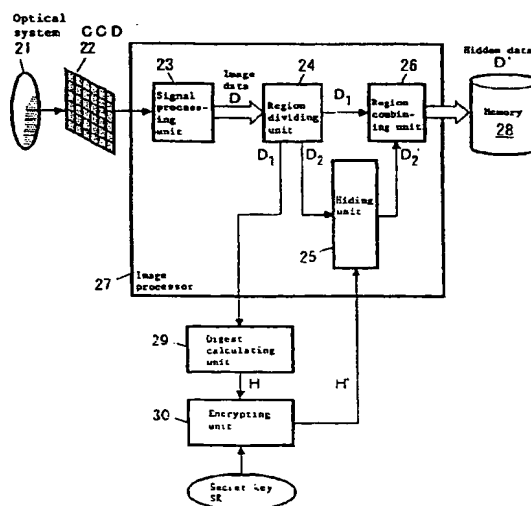 Optical
system
21
CCD
22
23
Signal
process-
ing
unit
Image
data
D
24
Region
dividing
unit
D1
26
Region
combin-
ing unit
Hidden data
D'
Memory
28
D1
D2
D2'
Hiding
unit
25
27
Image
processor
29
Digest
calculating
unit
H
H'
30
Encrypting
unit
Secret key
SK